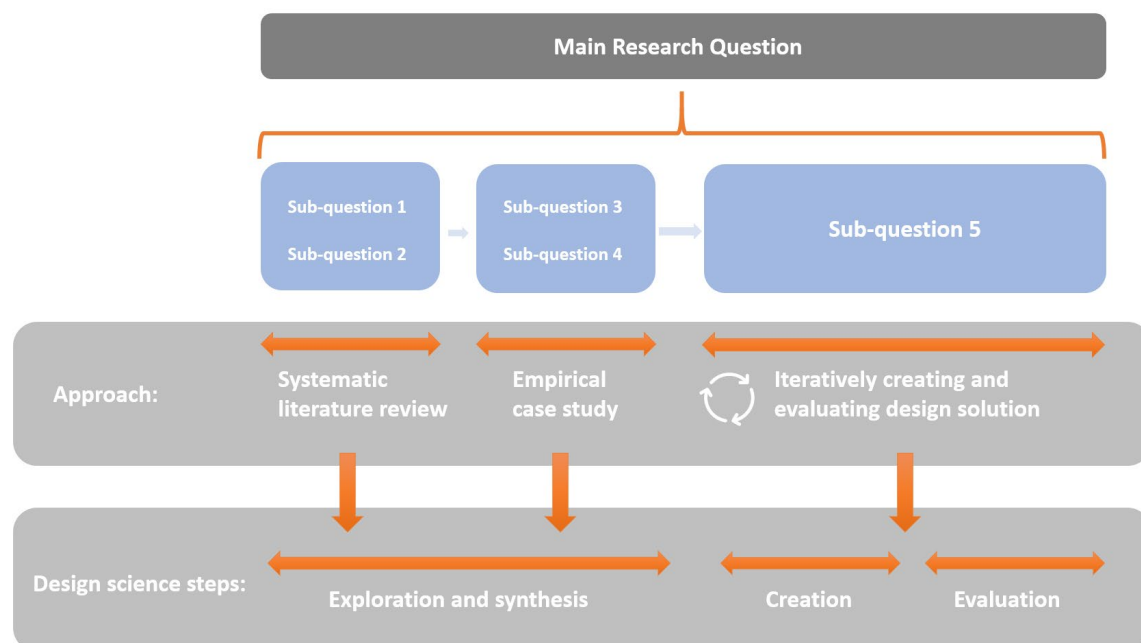 Main Research Question
Sub-question 1
Sub-question 2
Sub-question 3
Sub-question 4
Sub-question 5
Approach:
Systematic
literature review
Empirical
case study
Iteratively creating and
evaluating design solution
Design science steps:
Exploration and synthesis
Creation
Evaluation